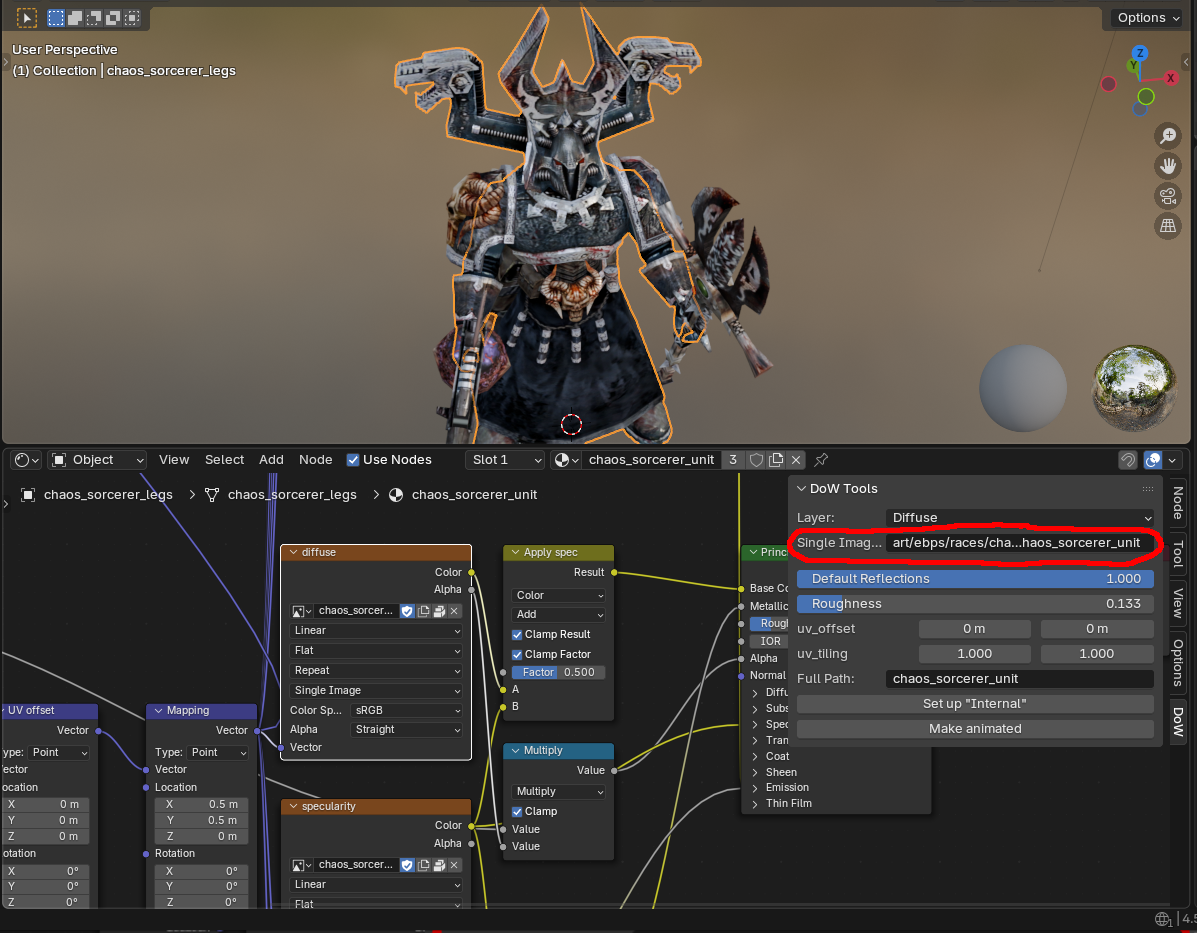 Options
User Perspective
(1) Collection | chaos_sorcerer_legs
Z
Y
X
Object
View
Select
Add
Node
Use Nodes
Slot 1
chaos_sorcerer_unit
3
chaos_sorcerer_legs
chaos_sorcerer_legs
chaos_sorcerer_unit
DoW Tools
Layer:
Diffuse
Single Imag...
art/ebps/races/cha...haos_sorcerer_unit
Default Reflections 1.000
Roughness 0.133
uv_offset 0 m 0 m
uv_tiling 1.000 1.000
Full Path: chaos_sorcerer_unit
Set up "Internal"
Make animated
Node
Tool
View
Options
DoW
diffuse
Color
Alpha
chaos_sorcer...
Linear
Flat
Repeat
Single Image
Color Sp... sRGB
Alpha Straight
Vector
Apply spec
Result
Color
Add
Clamp Result
Clamp Factor
Factor 0.500
A
B
Multiply
Value
Multiply
Clamp
Value
Value
Princ
Base Co
Metallic
Rough
IOR
Alpha
Normal
Diffu
Subs
Spec
Tran
Coat
Sheen
Emission
Thin Film
UV offset
Vector
ype: Point
ector
ocation
X 0 m
Y 0 m
Z 0 m
otation
X 0°
Y 0°
Z 0°
Mapping
Vector
Type: Point
Vector
Location
X 0.5 m
Y 0.5 m
Z 0 m
Rotation
X 0°
Y 0°
Z 0°
specularity
Color
Alpha
chaos_sorcer...
Linear
Flat
1
4.5